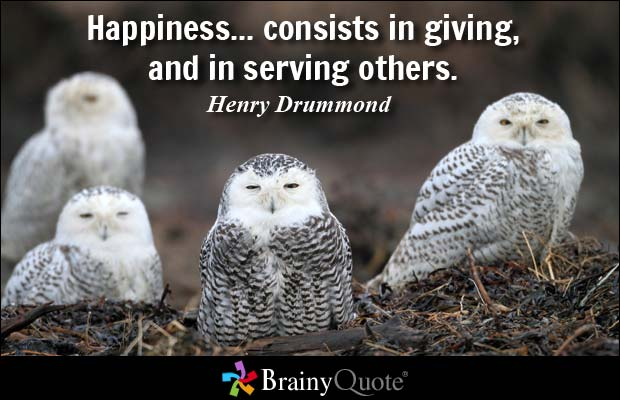 Happiness... consists in giving,
and in serving others.
Henry Drummond
BrainyQuote®